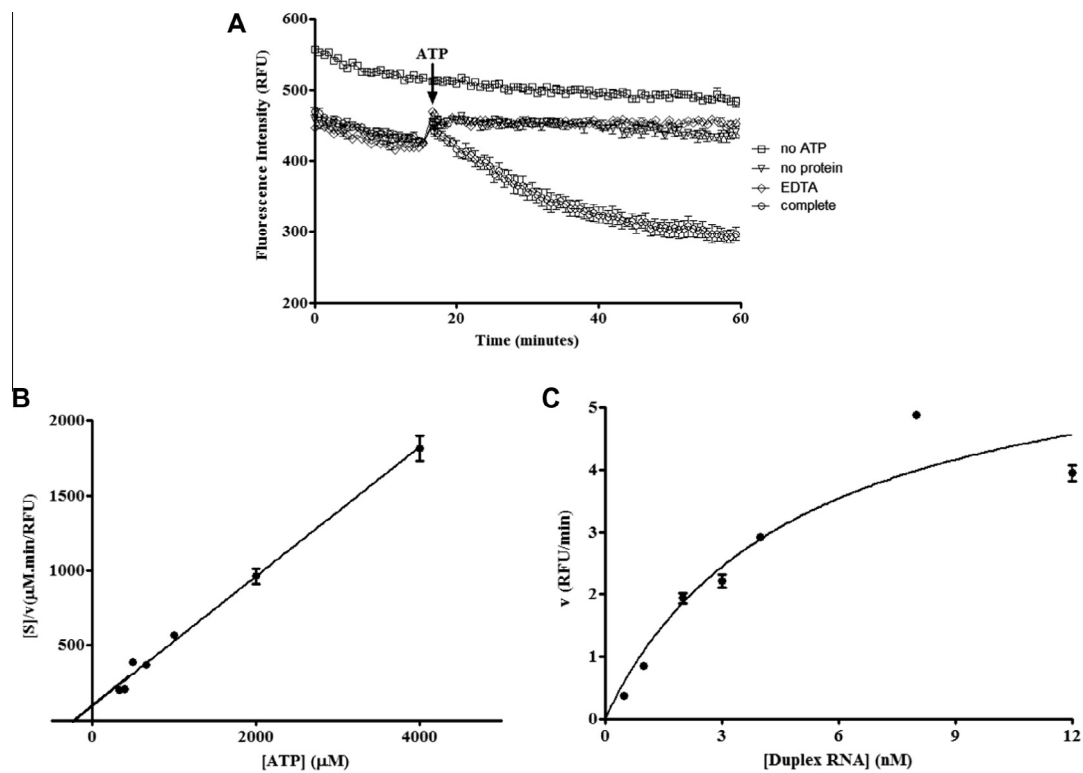 A
600
500
400
300
200
Fluorescence Intensity (RFU)
ATP
0 20 40 60
Time (minutes)
no ATP
no protein
EDTA
complete
B
2000
1500
1000
500
[S]/v(μM.min/RFU)
0 2000 4000
[ATP] (μM)
C
5
4
3
2
1
0
v (RFU/min)
0 3 6 9 12
[Duplex RNA] (nM)